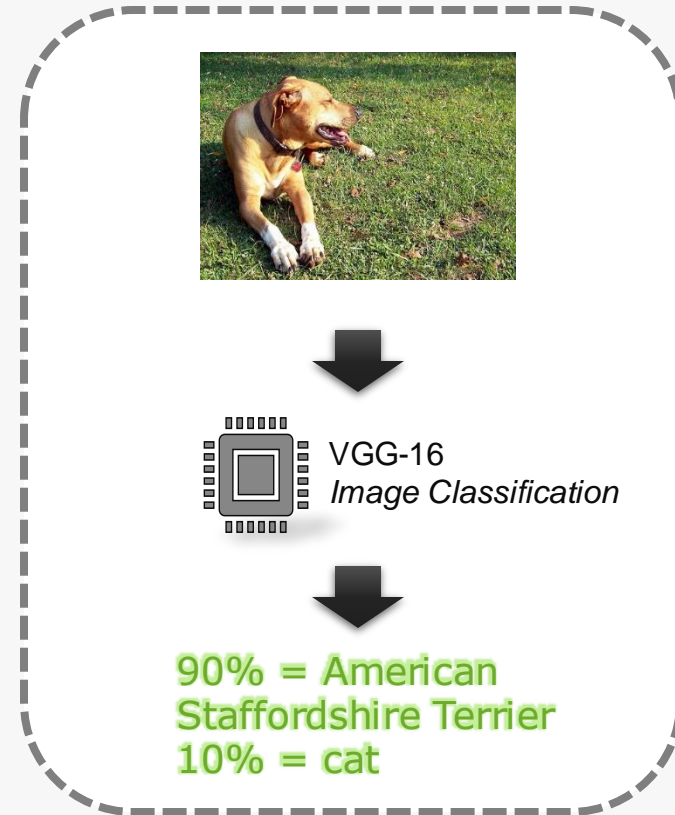 VGG-16
Image Classification
90% = American
Staffordshire Terrier
10% = cat